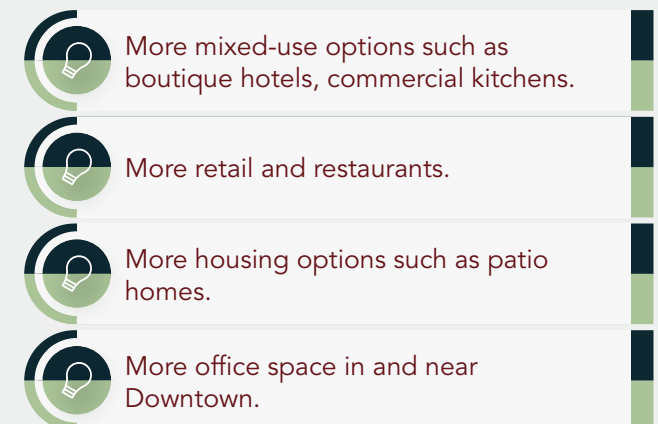 More mixed-use options such as
boutique hotels, commercial kitchens.
More retail and restaurants.
More housing options such as patio
homes.
More office space in and near
Downtown.